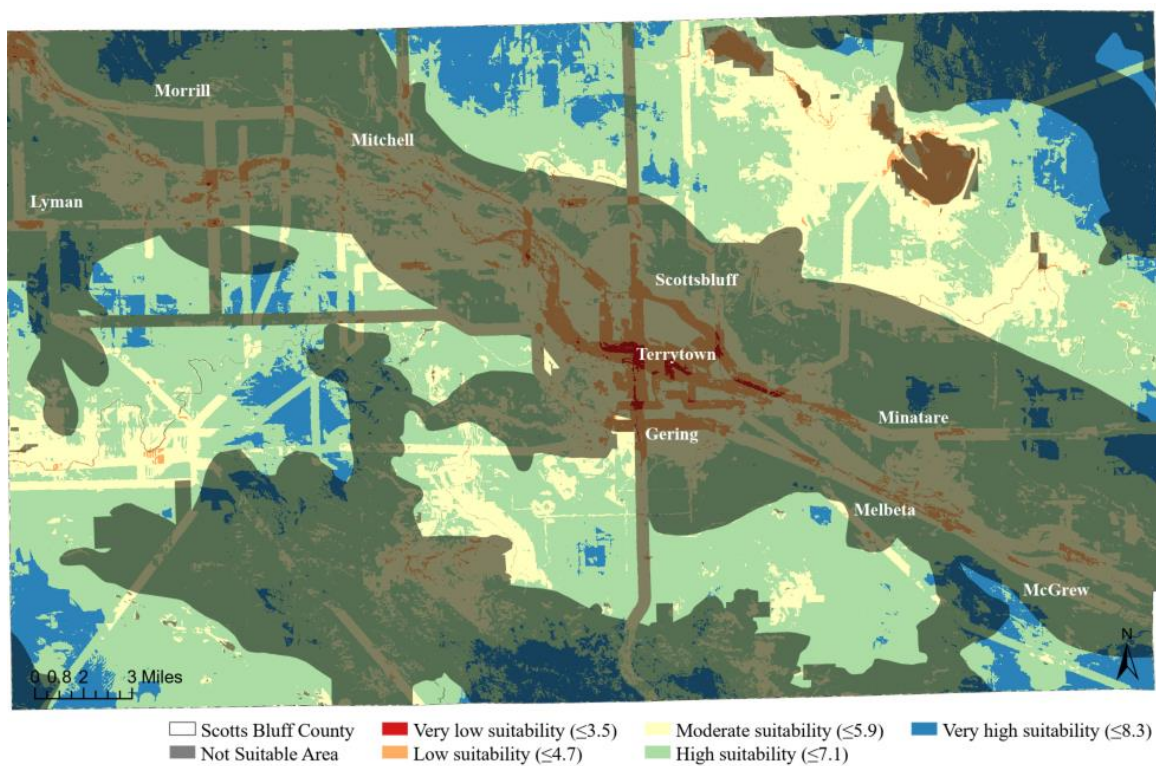 Morrill
Mitchell
Lyman
Scottsbluff
Terrytown
Minatare
Gering
Melbeta
McGrew
N
0 0.8 2 3 Miles
Scotts Bluff County
Very low suitability (≤3.5)
Moderate suitability (≤5.9)
Very high suitability (≤8.3)
Not Suitable Area
Low suitability (≤4.7)
High suitability (≤7.1)